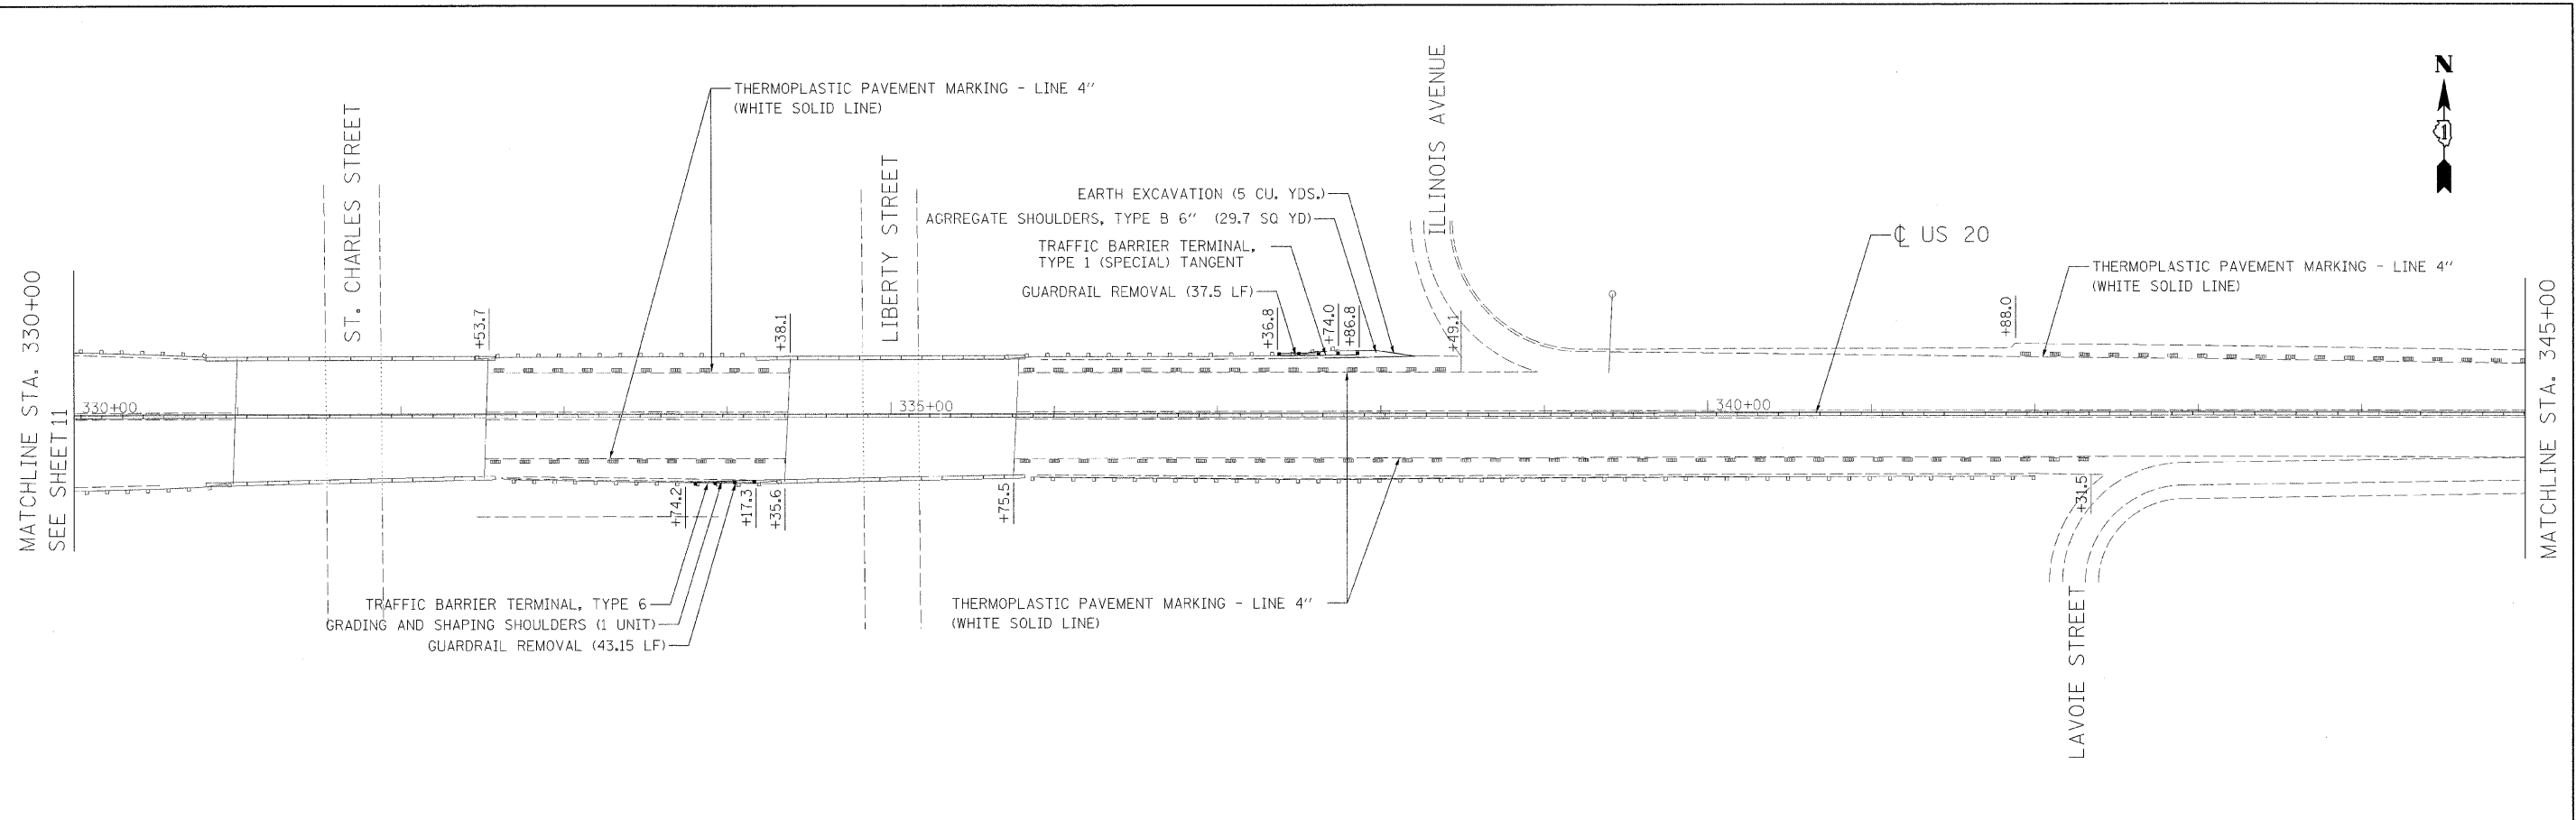 THERMOPLASTIC PAVEMENT MARKING - LINE 4"
(WHITE SOLID LINE)
ST. CHARLES STREET
LIBERTY STREET
ILLINOIS AVENUE
N
1
EARTH EXCAVATION (5 CU. YDS.)
AGRREGATE SHOULDERS, TYPE B 6" (29.7 SQ YD)
TRAFFIC BARRIER TERMINAL,
TYPE 1 (SPECIAL) TANGENT
GUARDRAIL REMOVAL (37.5 LF)
℄ US 20
THERMOPLASTIC PAVEMENT MARKING - LINE 4"
(WHITE SOLID LINE)
MATCHLINE STA. 330+00
SEE SHEET11
+53.7
+38.1
+36.8
+74.0
+86.8
+49.1
+88.0
MATCHLINE STA. 345+00
330+00
335+00
340+00
+74.2
+17.3
+35.6
+75.5
+31.5
TRAFFIC BARRIER TERMINAL, TYPE 6
GRADING AND SHAPING SHOULDERS (1 UNIT)
GUARDRAIL REMOVAL (43.15 LF)
THERMOPLASTIC PAVEMENT MARKING - LINE 4"
(WHITE SOLID LINE)
LAVOIE STREET